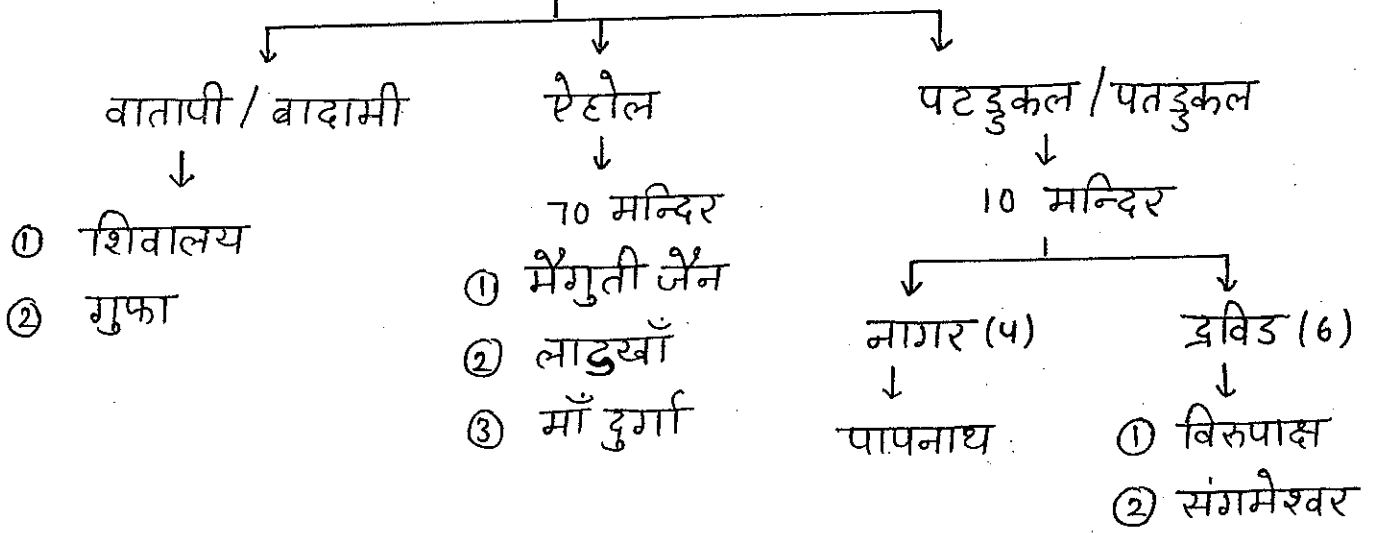 वातापी / बादामी
ऐहोल
पटड्डुकल / पतड्डुकल
70 मन्दिर
10 मन्दिर
① शिवालय
② गुफा
① मैगुती जैन
② लाडुखाँ
③ माँ दुर्गा
नागर (4)
द्रविड (6)
पापनाथ
① विरुपाक्ष
② संगमेश्वर